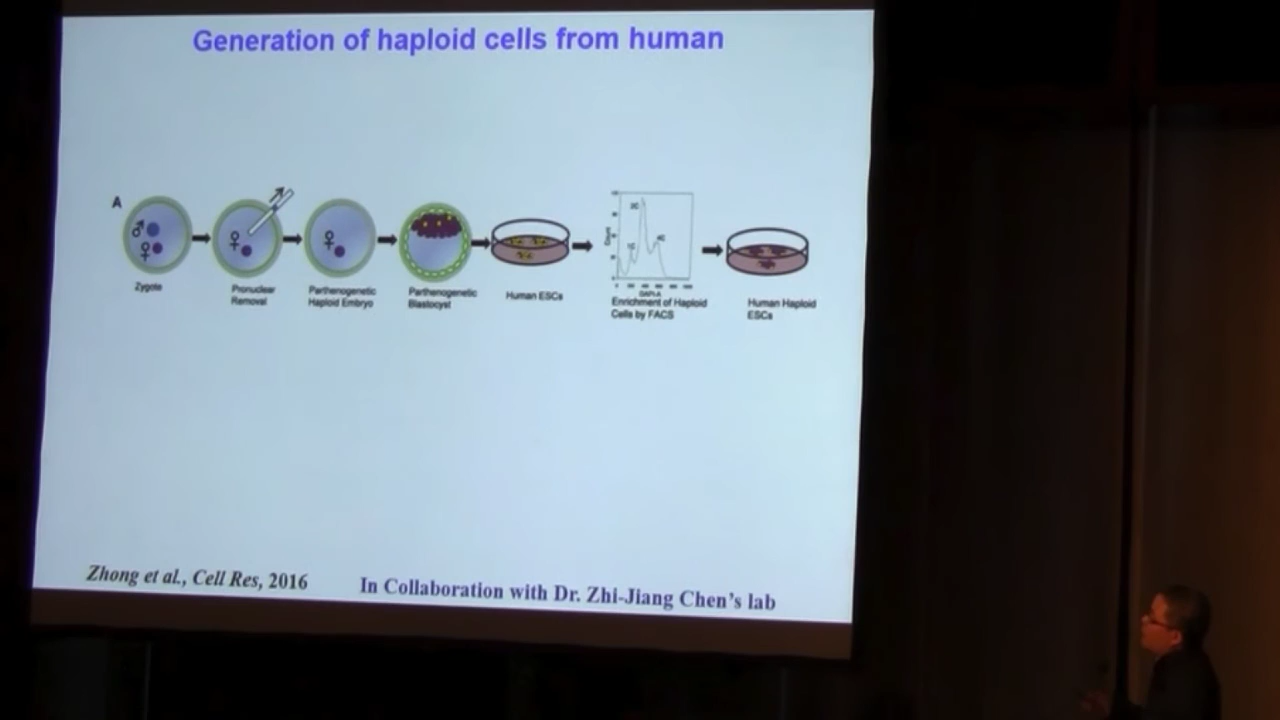 Generation of haploid cells from human
A
Zygote
Pronuclear
Removal
Parthenogenetic
Haploid Embryo
Parthenogenetic
Blastocyst
Human ESCs
Enrichment of Haploid
Cells by FACS
Human Haploid
ESCs
Zhong et al., Cell Res, 2016
In Collaboration with Dr. Zhi-Jiang Chen's lab